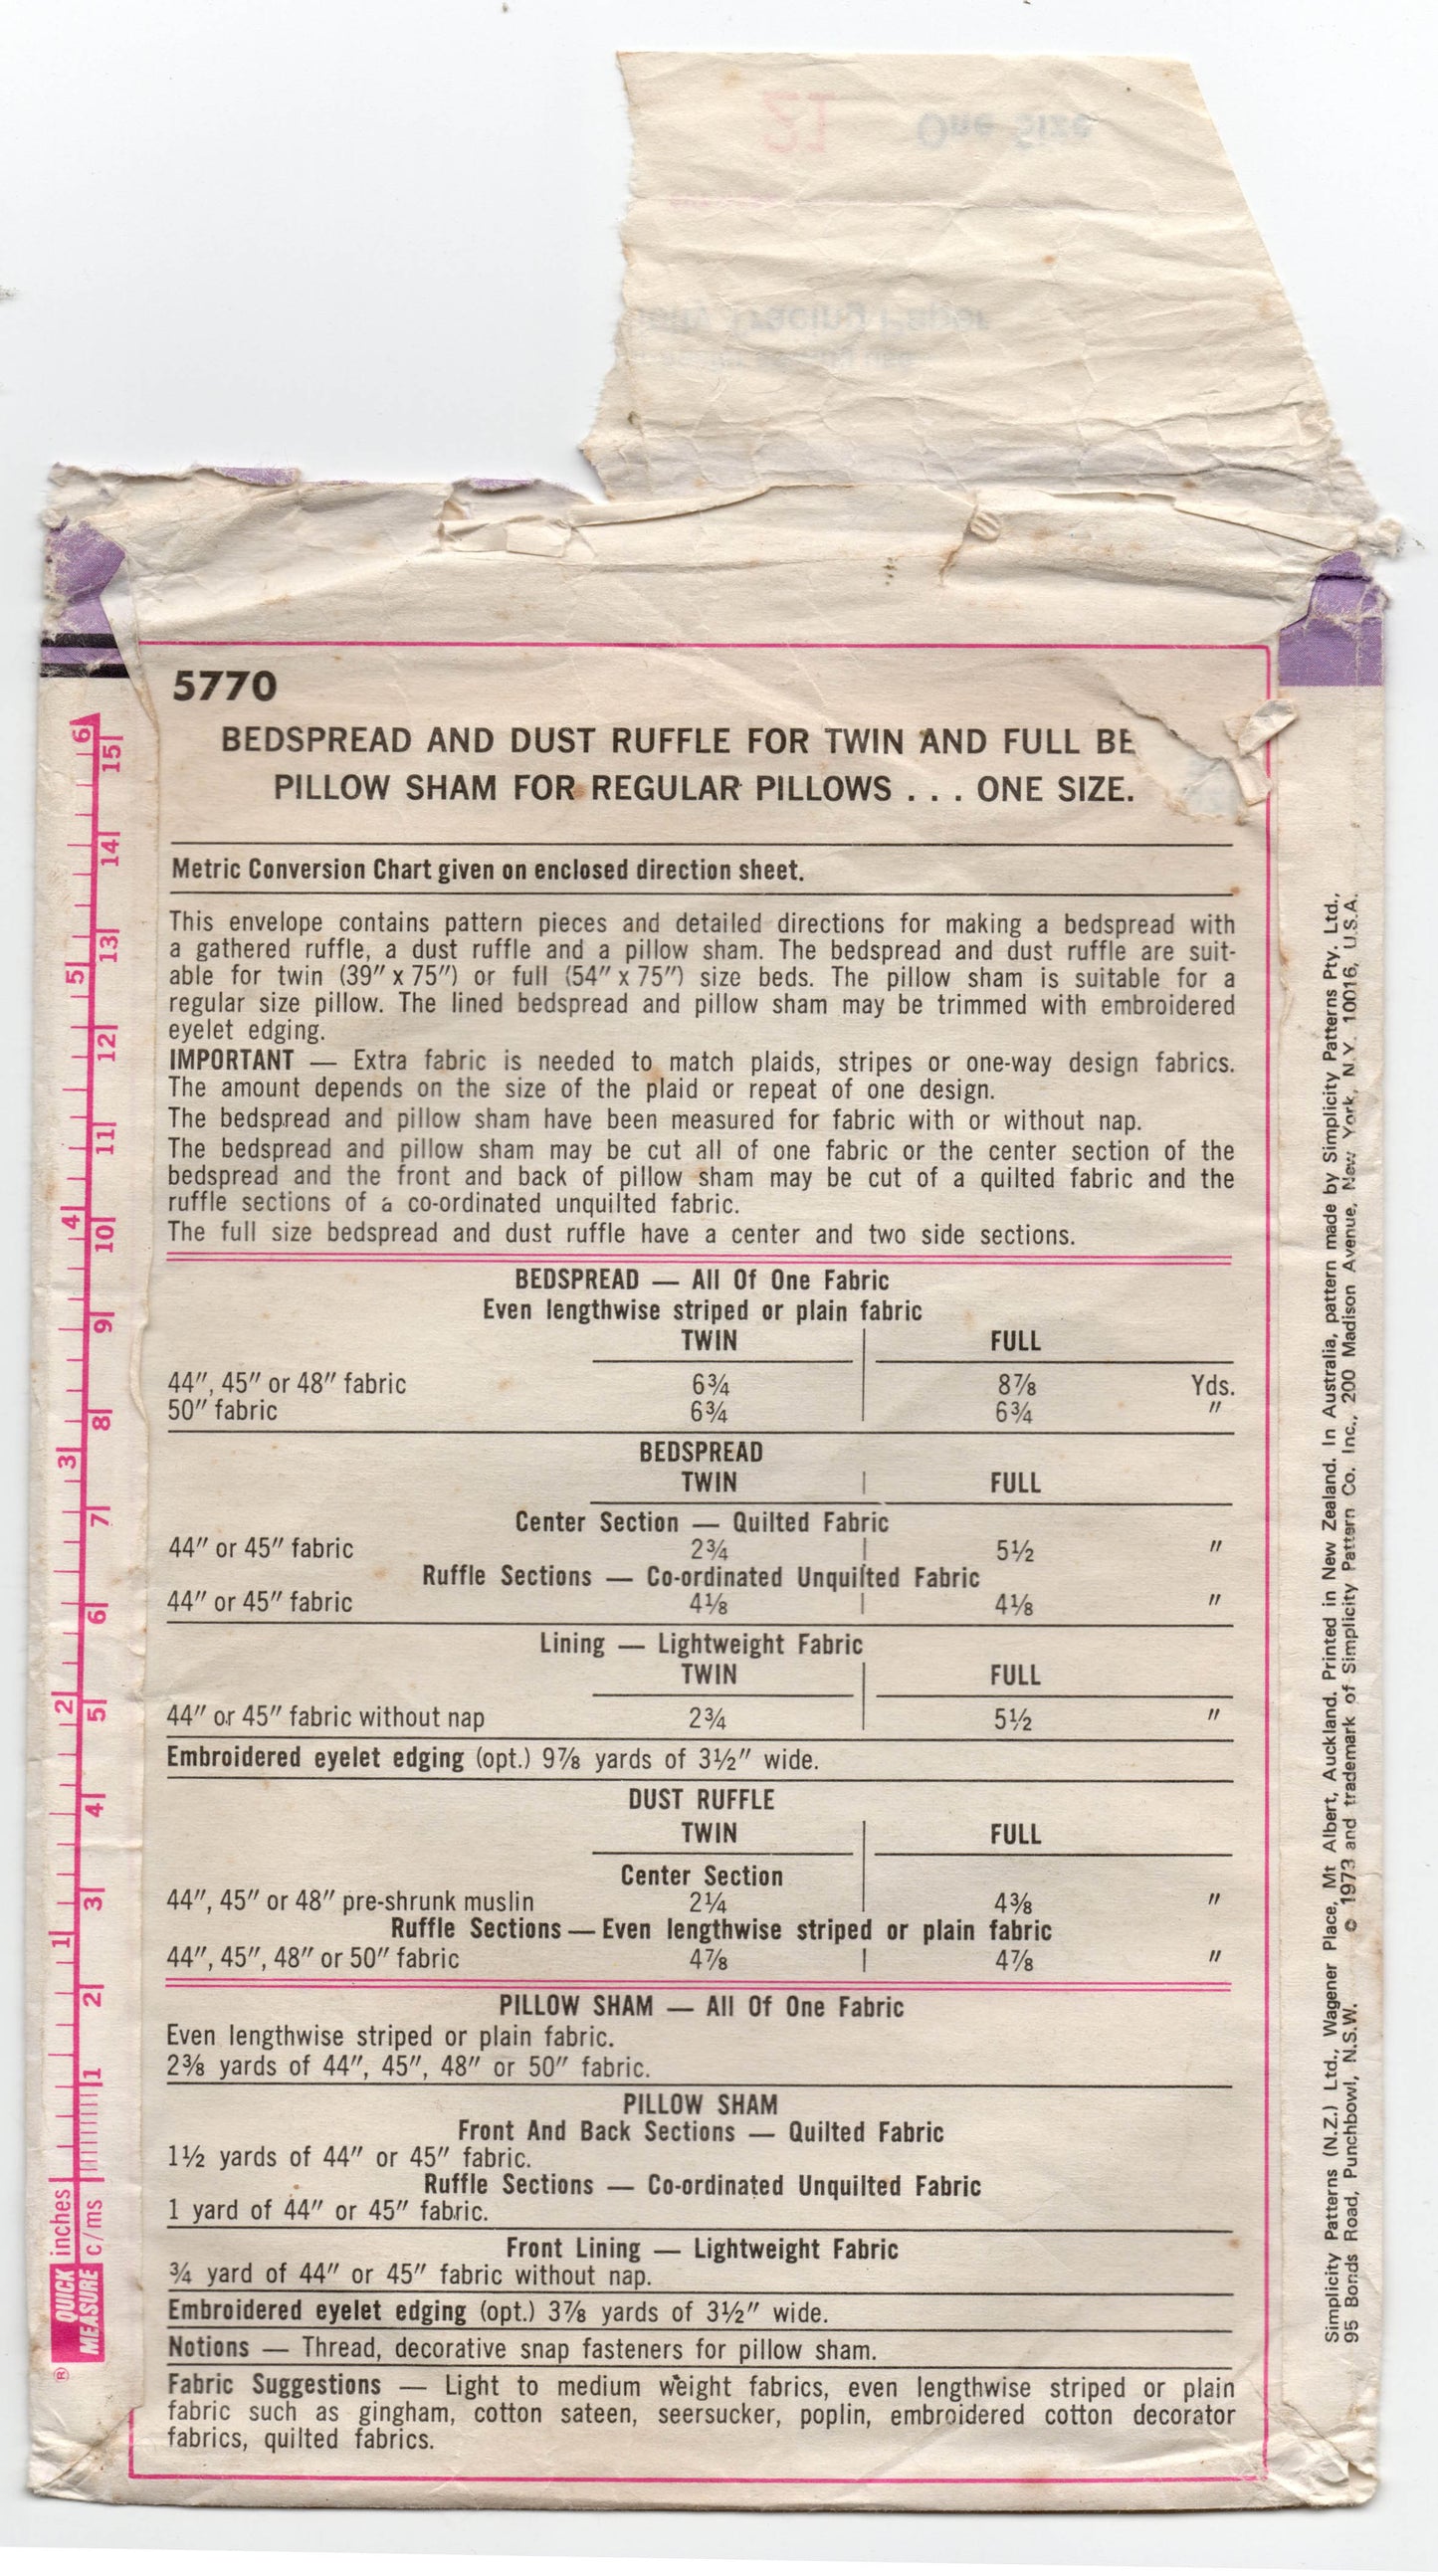 One Size
5770
BEDSPREAD AND DUST RUFFLE FOR TWIN AND FULL BE
PILLOW SHAM FOR REGULAR PILLOWS . . . ONE SIZE.
Metric Conversion Chart given on enclosed direction sheet.
This envelope contains pattern pieces and detailed directions for making a bedspread with
a gathered ruffle, a dust ruffle and a pillow sham. The bedspread and dust ruffle are suit-
able for twin (39″ x 75″) or full (54″ x 75″) size beds. The pillow sham is suitable for a
regular size pillow. The lined bedspread and pillow sham may be trimmed with embroidered
eyelet edging.
IMPORTANT — Extra fabric is needed to match plaids, stripes or one-way design fabrics.
The amount depends on the size of the plaid or repeat of one design.
The bedspread and pillow sham have been measured for fabric with or without nap.
The bedspread and pillow sham may be cut all of one fabric or the center section of the
bedspread and the front and back of pillow sham may be cut of a quilted fabric and the
ruffle sections of a co-ordinated unquilted fabric.
The full size bedspread and dust ruffle have a center and two side sections.
BEDSPREAD — All Of One Fabric
Even lengthwise striped or plain fabric
TWIN FULL
44″, 45″ or 48″ fabric 6¾ 8⅞ Yds.
50″ fabric 6¾ 6¾ ″
BEDSPREAD
TWIN FULL
Center Section — Quilted Fabric
44″ or 45″ fabric 2¾ 5½ ″
Ruffle Sections — Co-ordinated Unquilted Fabric
44″ or 45″ fabric 4⅛ 4⅛ ″
Lining — Lightweight Fabric
TWIN FULL
44″ or 45″ fabric without nap 2¾ 5½ ″
Embroidered eyelet edging (opt.) 9⅞ yards of 3½″ wide.
DUST RUFFLE
TWIN FULL
Center Section
44″, 45″ or 48″ pre-shrunk muslin 2¼ 4⅜ ″
Ruffle Sections — Even lengthwise striped or plain fabric
44″, 45″, 48″ or 50″ fabric 4⅞ 4⅞ ″
PILLOW SHAM — All Of One Fabric
Even lengthwise striped or plain fabric.
2⅜ yards of 44″, 45″, 48″ or 50″ fabric.
PILLOW SHAM
Front And Back Sections — Quilted Fabric
1½ yards of 44″ or 45″ fabric.
Ruffle Sections — Co-ordinated Unquilted Fabric
1 yard of 44″ or 45″ fabric.
Front Lining — Lightweight Fabric
¾ yard of 44″ or 45″ fabric without nap.
Embroidered eyelet edging (opt.) 3⅞ yards of 3½″ wide.
Notions — Thread, decorative snap fasteners for pillow sham.
Fabric Suggestions — Light to medium weight fabrics, even lengthwise striped or plain
fabric such as gingham, cotton sateen, seersucker, poplin, embroidered cotton decorator
fabrics, quilted fabrics.
QUICK inches 1 2 3 4 5 6
MEASURE c/ms 1 2 3 4 5 6 7 8 9 10 11 12 13 14 15
®
Simplicity Patterns (N.Z.) Ltd., Wagener Place, Mt Albert, Auckland. Printed in New Zealand. In Australia, pattern made by Simplicity Patterns Pty. Ltd.,
95 Bonds Road, Punchbowl, N.S.W. © 1973 and trademark of Simplicity Pattern Co. Inc., 200 Madison Avenue, New York, N.Y. 10016, U.S.A.